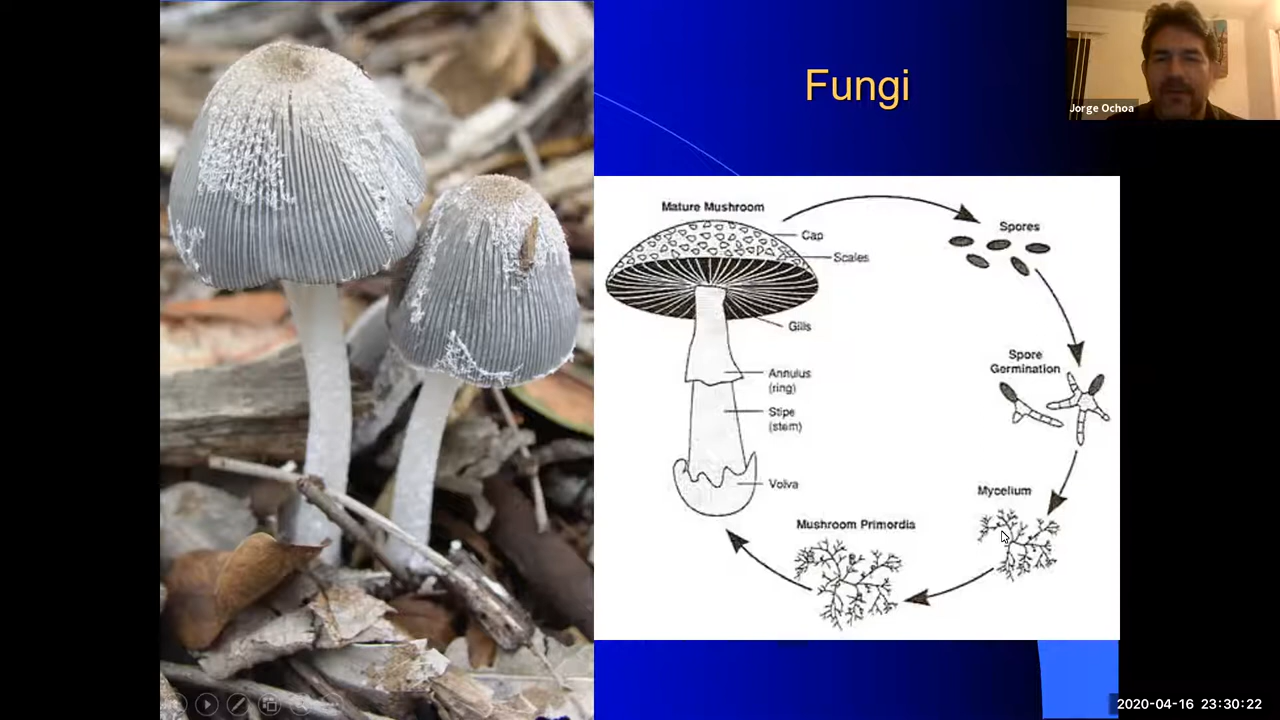 Fungi
Jorge Ochoa
Mature Mushroom
Cap
Scales
Gills
Annulus
(ring)
Stipe
(stem)
Volva
Spores
Spore
Germination
Mycelium
Mushroom Primordia
2020-04-16 23:30:22